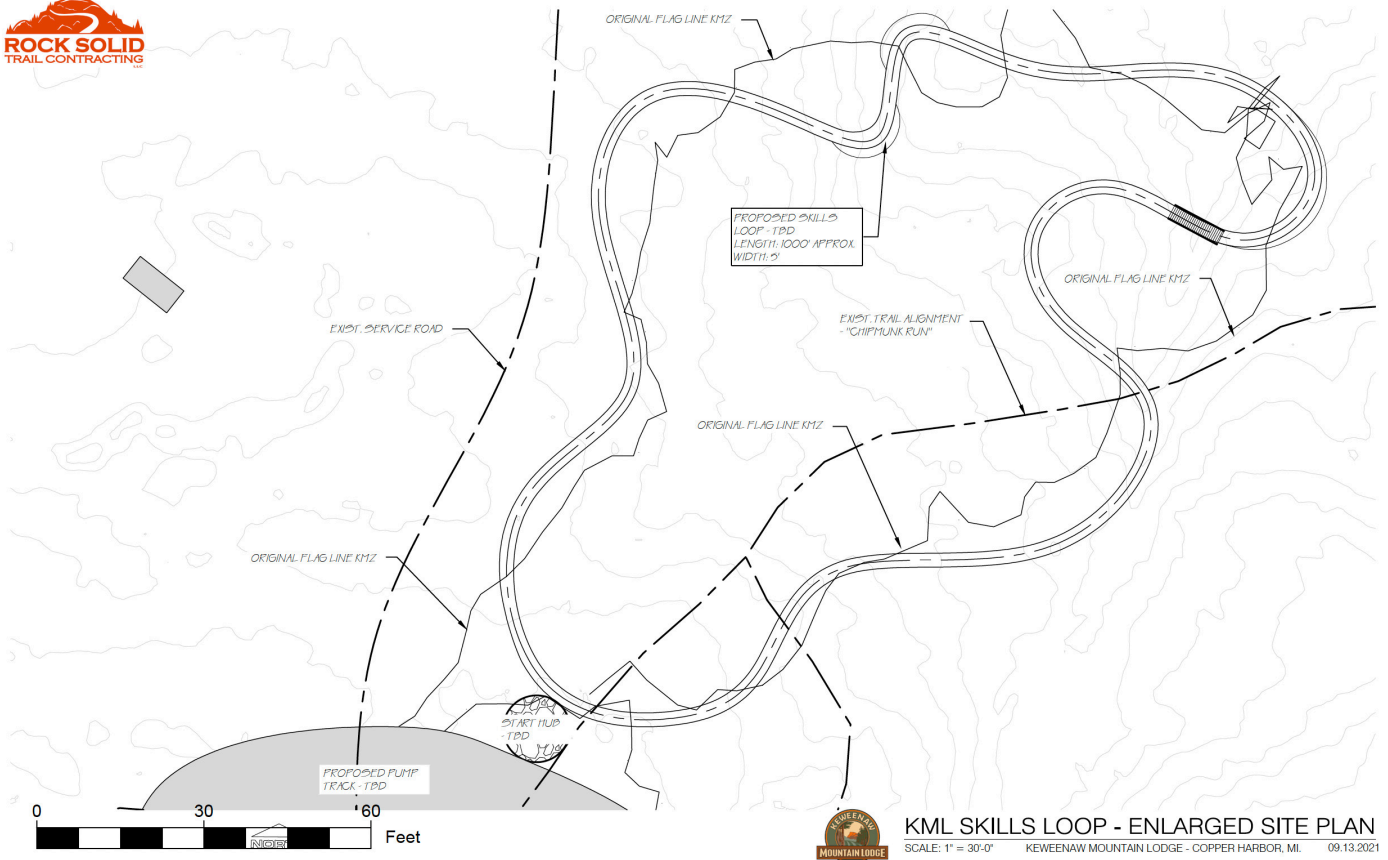 ROCK SOLID
TRAIL CONTRACTING
LLC
ORIGINAL FLAG LINE KMZ
PROPOSED SKILLS
LOOP - TBD
LENGTH: 1000' APPROX.
WIDTH: 5'
ORIGINAL FLAG LINE KMZ
EXIST. SERVICE ROAD
EXIST. TRAIL ALIGNMENT
- "CHIPMUNK RUN"
ORIGINAL FLAG LINE KMZ
ORIGINAL FLAG LINE KMZ
START HUB
- TBD
PROPOSED PUMP
TRACK - TBD
0 30 60
Feet
KEWEENAW
MOUNTAIN LODGE
KML SKILLS LOOP - ENLARGED SITE PLAN
SCALE: 1" = 30'-0" KEWEENAW MOUNTAIN LODGE - COPPER HARBOR, MI. 09.13.2021